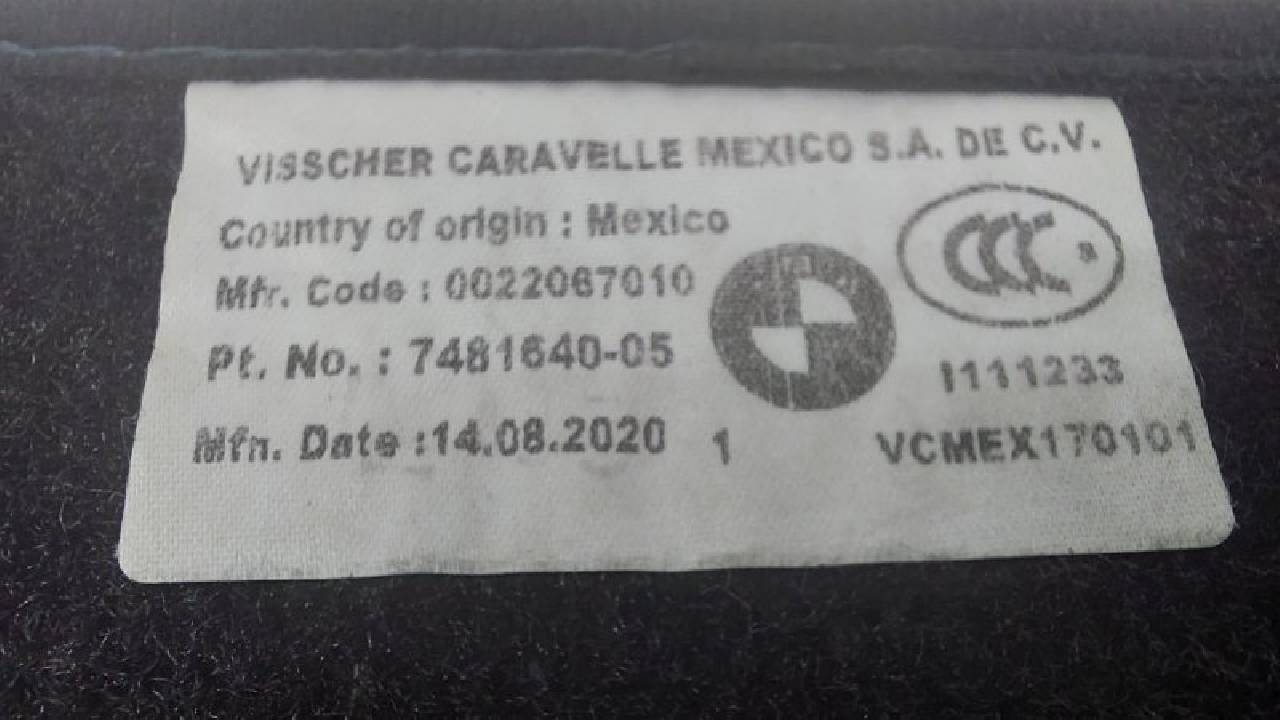 VISSCHER CARAVELLE MEXICO S.A. DE C.V.
Country of origin : Mexico
Mfr. Code : 0022067010
Pt. No. : 7481640-05
Mfn. Date :14.08.2020 1
CCC S
I111233
VCMEX170101